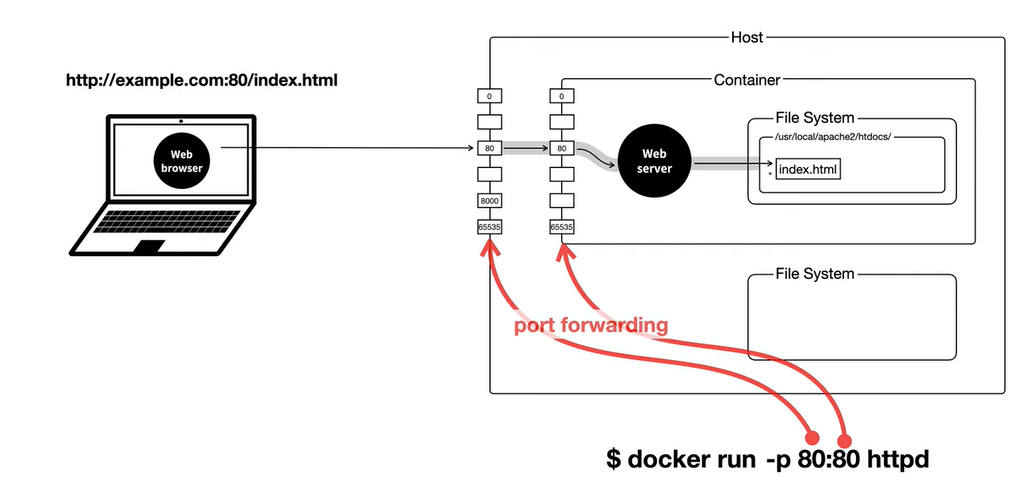 Host
http://example.com:80/index.html
Container
0
0
File System
/usr/local/apache2/htdocs/
80
80
Web
browser
Web
server
index.html
8000
65535
65535
File System
port forwarding
$ docker run -p 80:80 httpd